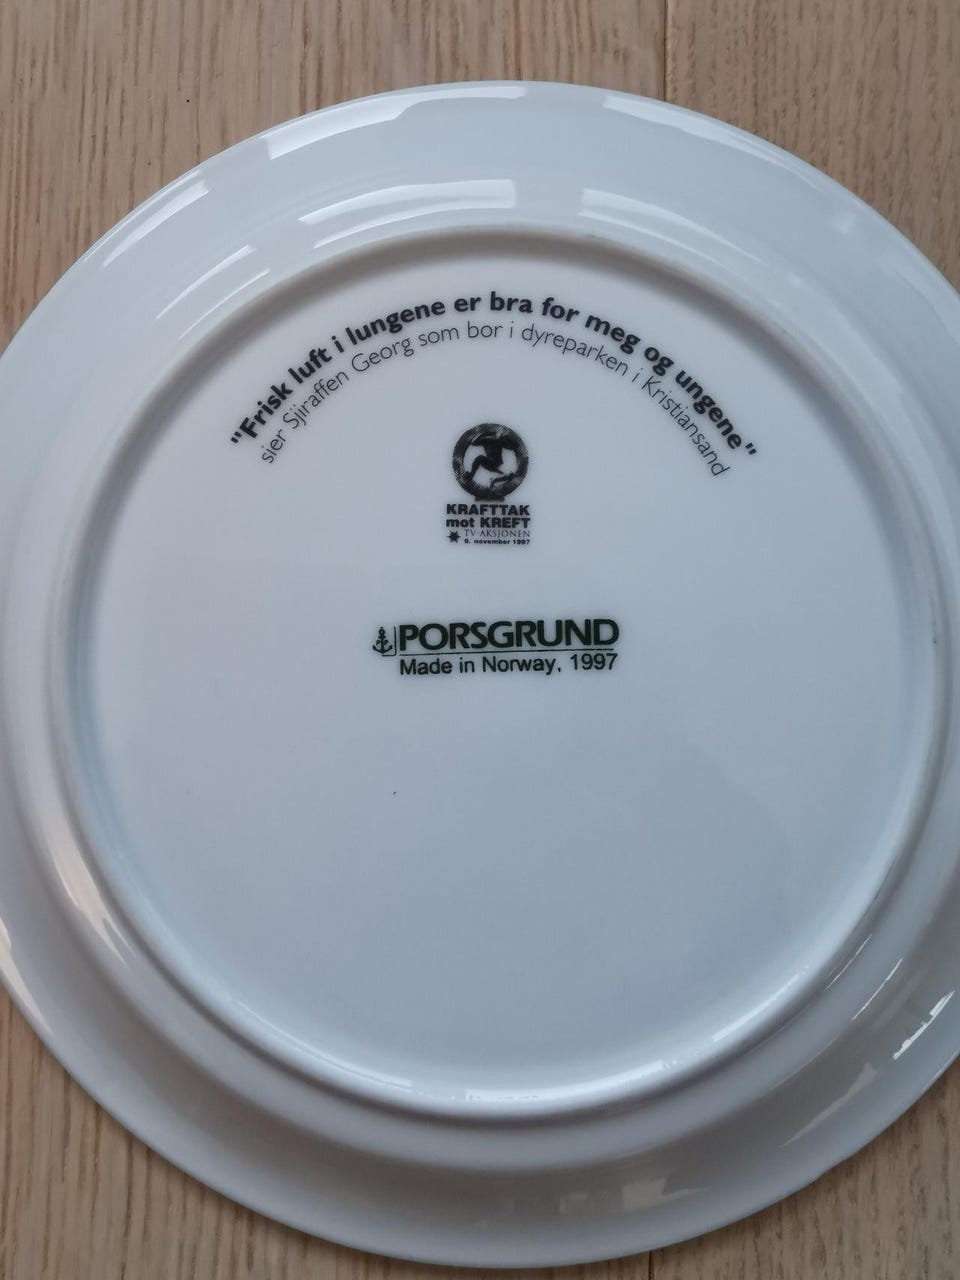 "Frisk luft i lungene er bra for meg og ungene"
sier Sjiraffen Georg som bor i dyreparken i Kristiansand
KRAFTTAK
mot KREFT
TV-AKSJONEN
9. november 1997
PORSGRUND
Made in Norway, 1997